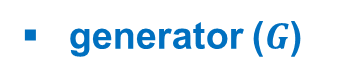 ▪ generator (G)